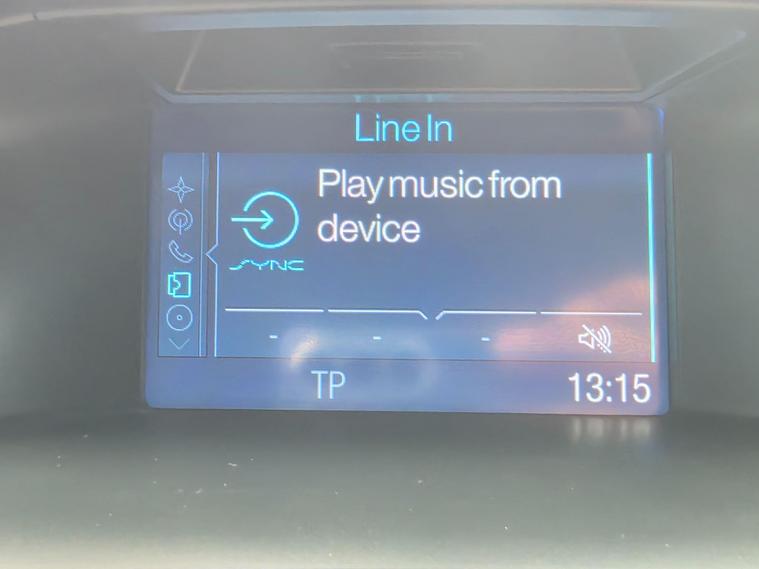 Line In
Play music from
device
SYNC
- - -
TP 13:15